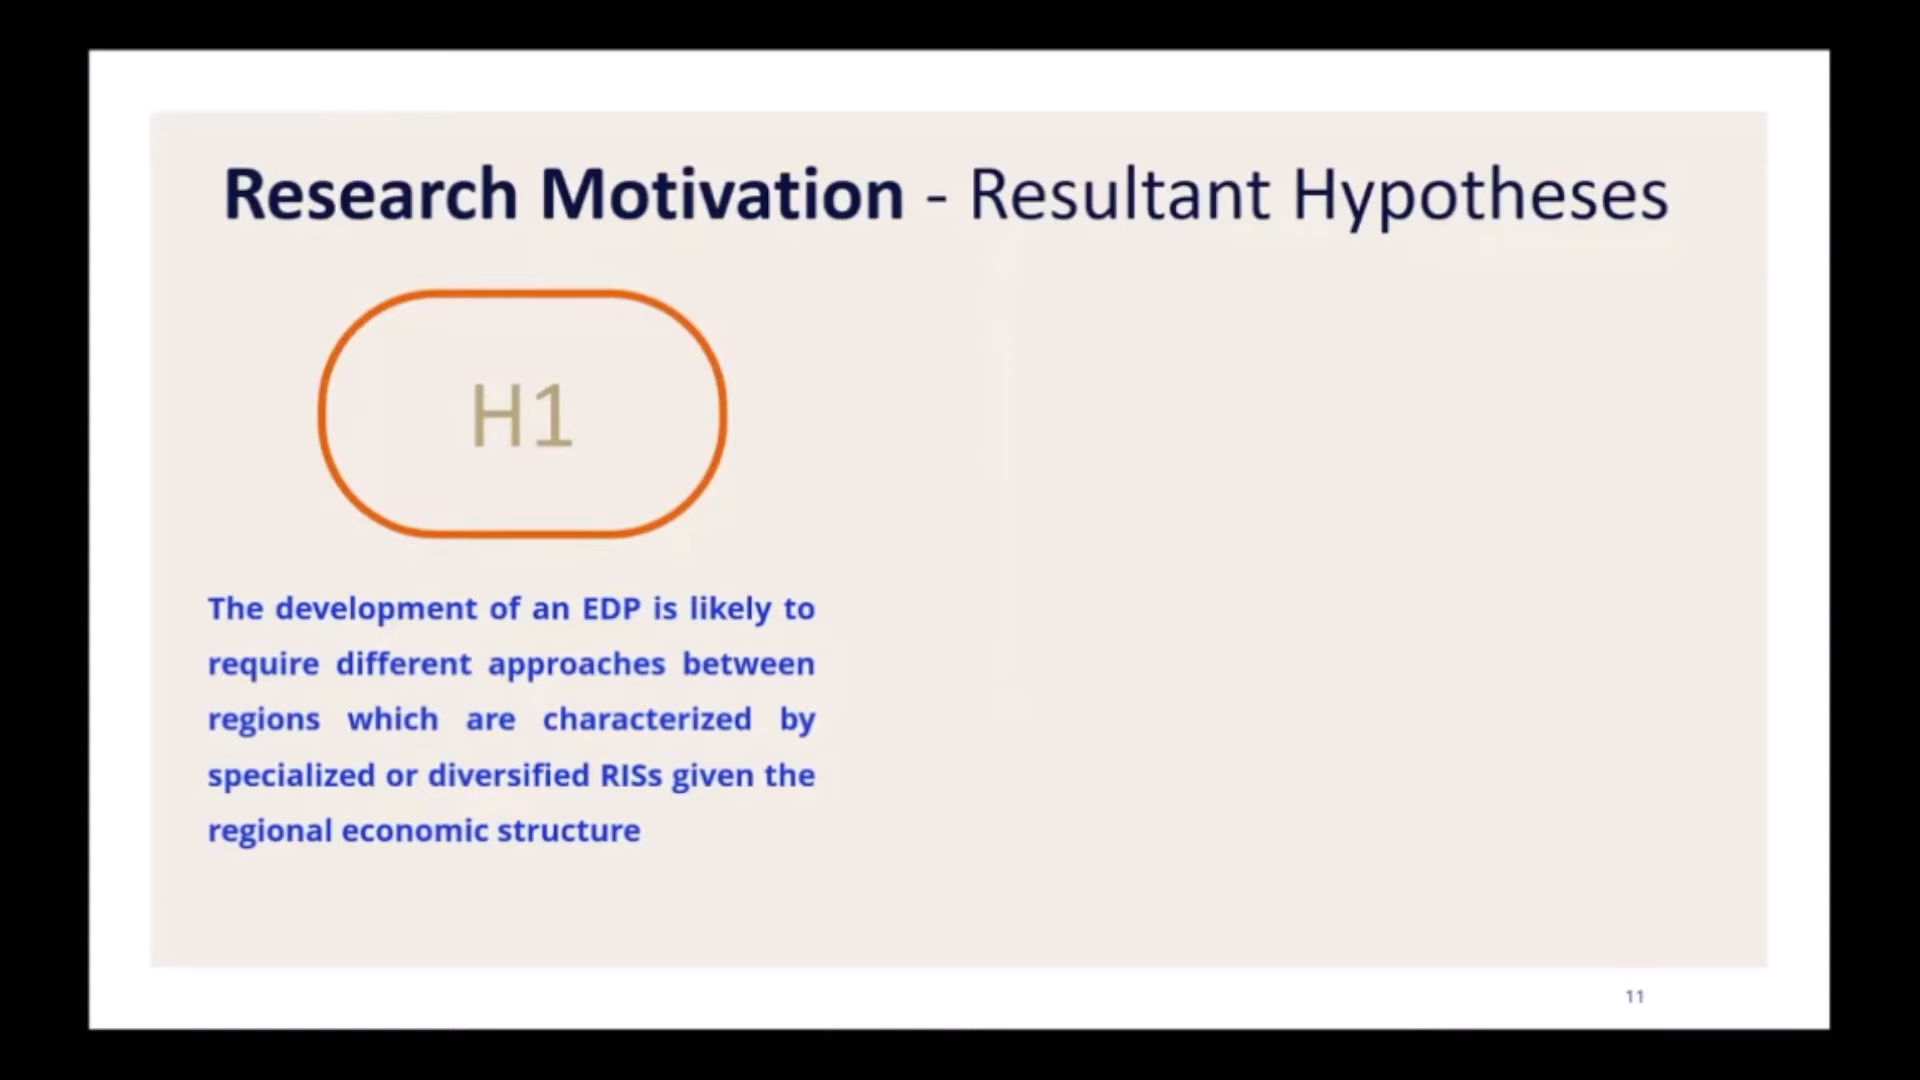 Research Motivation - Resultant Hypotheses
H1
The development of an EDP is likely to
require different approaches between
regions which are characterized by
specialized or diversified RISs given the
regional economic structure
11